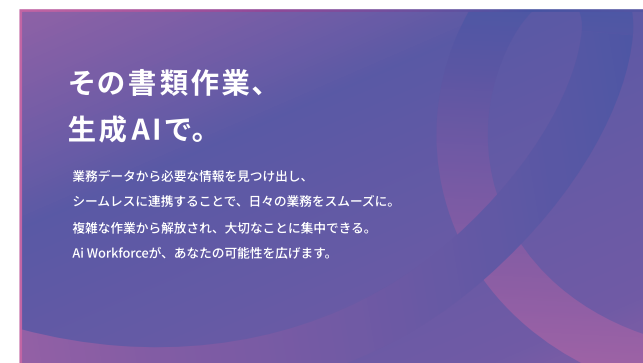 その書類作業、
生成AIで。
業務データから必要な情報を見つけ出し、
シームレスに連携することで、日々の業務をスムーズに。
複雑な作業から解放され、大切なことに集中できる。
Ai Workforceが、あなたの可能性を広げます。